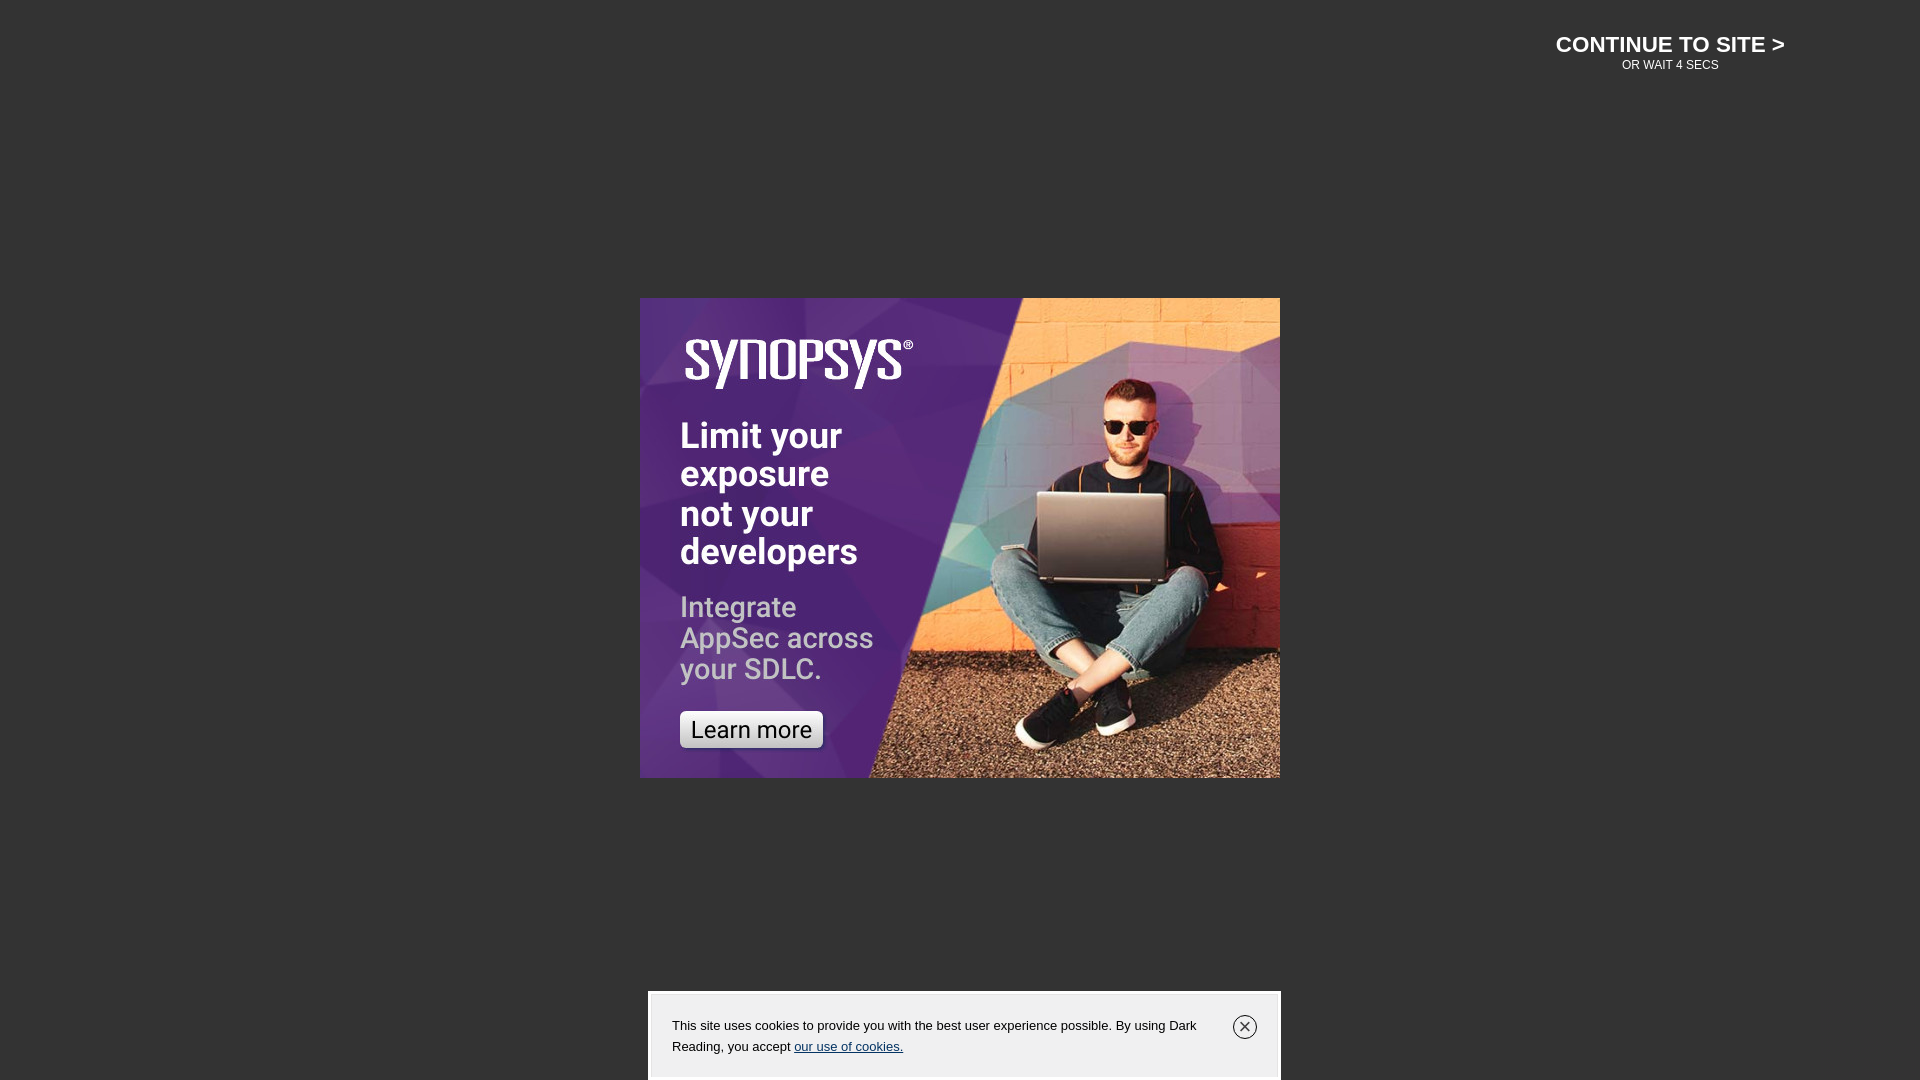 CONTINUE TO SITE >
OR WAIT 4 SECS
SYNOPSYS®
Limit your
exposure
not your
developers
Integrate
AppSec across
your SDLC.
Learn more
This site uses cookies to provide you with the best user experience possible. By using Dark
Reading, you accept our use of cookies.